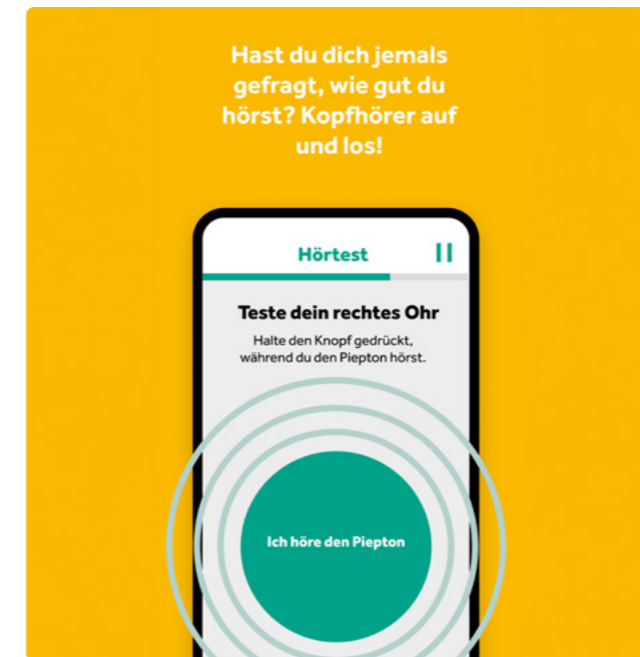 Hast du dich jemals
gefragt, wie gut du
hörst? Kopfhörer auf
und los!
Hörtest
Teste dein rechtes Ohr
Halte den Knopf gedrückt,
während du den Piepton hörst.
Ich höre den Piepton